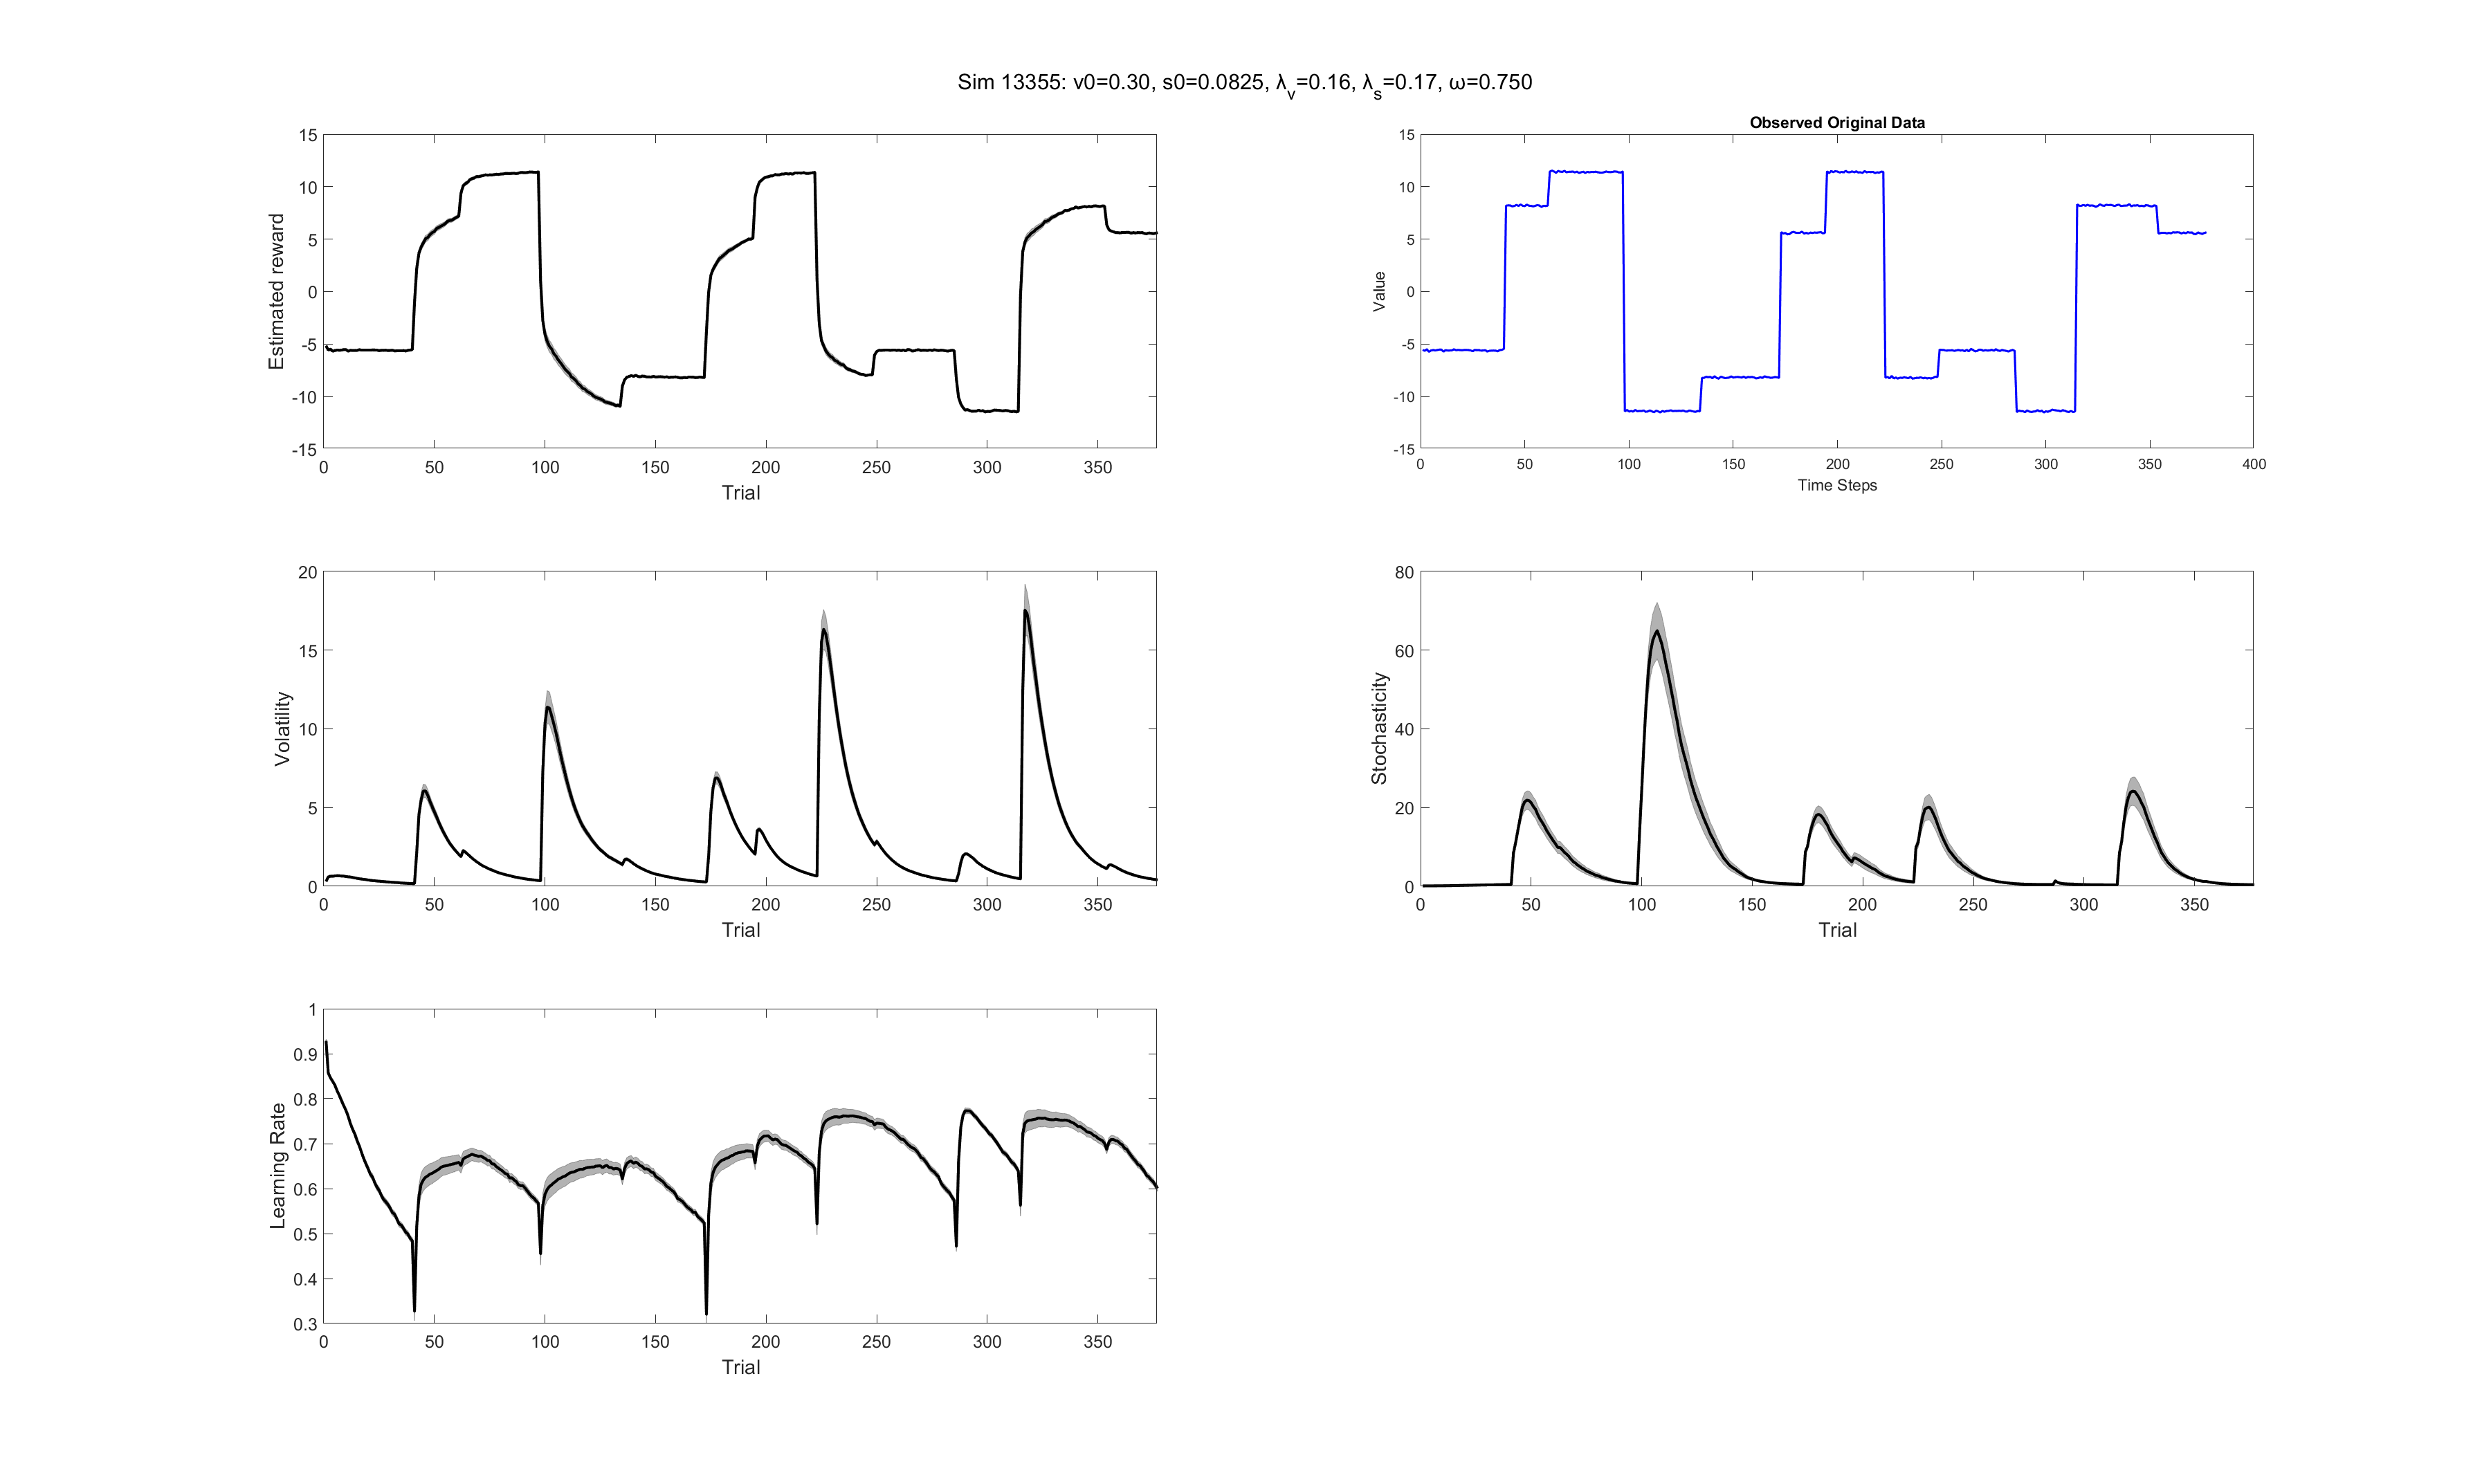 Sim 13355: v0=0.30, s0=0.0825, λ_v=0.16, λ_s=0.17, ω=0.750
15
10
5
0
-5
-10
-15
Estimated reward
0 50 100 150 200 250 300 350
Trial
Observed Original Data
15
10
5
0
-5
-10
-15
Value
0 50 100 150 200 250 300 350 400
Time Steps
20
15
10
5
0
Volatility
0 50 100 150 200 250 300 350
Trial
80
60
40
20
0
Stochasticity
0 50 100 150 200 250 300 350
Trial
1
0.9
0.8
0.7
0.6
0.5
0.4
0.3
Learning Rate
0 50 100 150 200 250 300 350
Trial